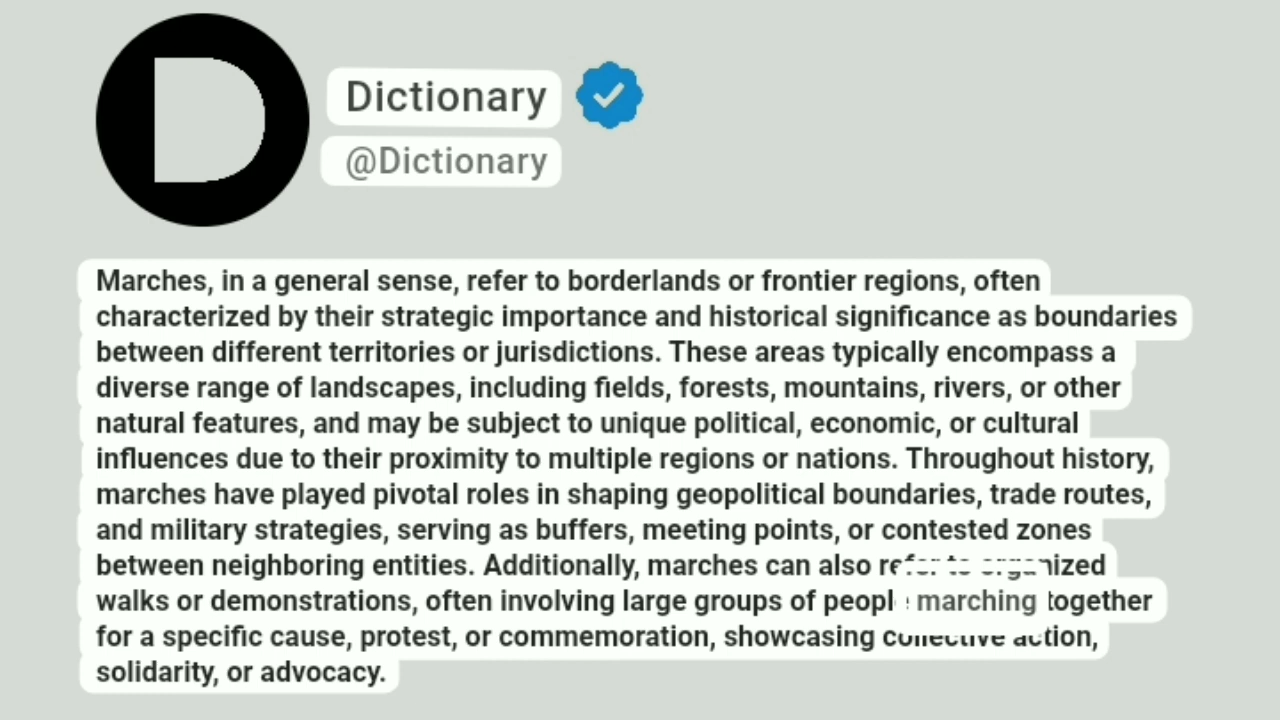 D
Dictionary
@Dictionary
Marches, in a general sense, refer to borderlands or frontier regions, often
characterized by their strategic importance and historical significance as boundaries
between different territories or jurisdictions. These areas typically encompass a
diverse range of landscapes, including fields, forests, mountains, rivers, or other
natural features, and may be subject to unique political, economic, or cultural
influences due to their proximity to multiple regions or nations. Throughout history,
marches have played pivotal roles in shaping geopolitical boundaries, trade routes,
and military strategies, serving as buffers, meeting points, or contested zones
between neighboring entities. Additionally, marches can also refer to organized
walks or demonstrations, often involving large groups of people marching together
for a specific cause, protest, or commemoration, showcasing collective action,
solidarity, or advocacy.